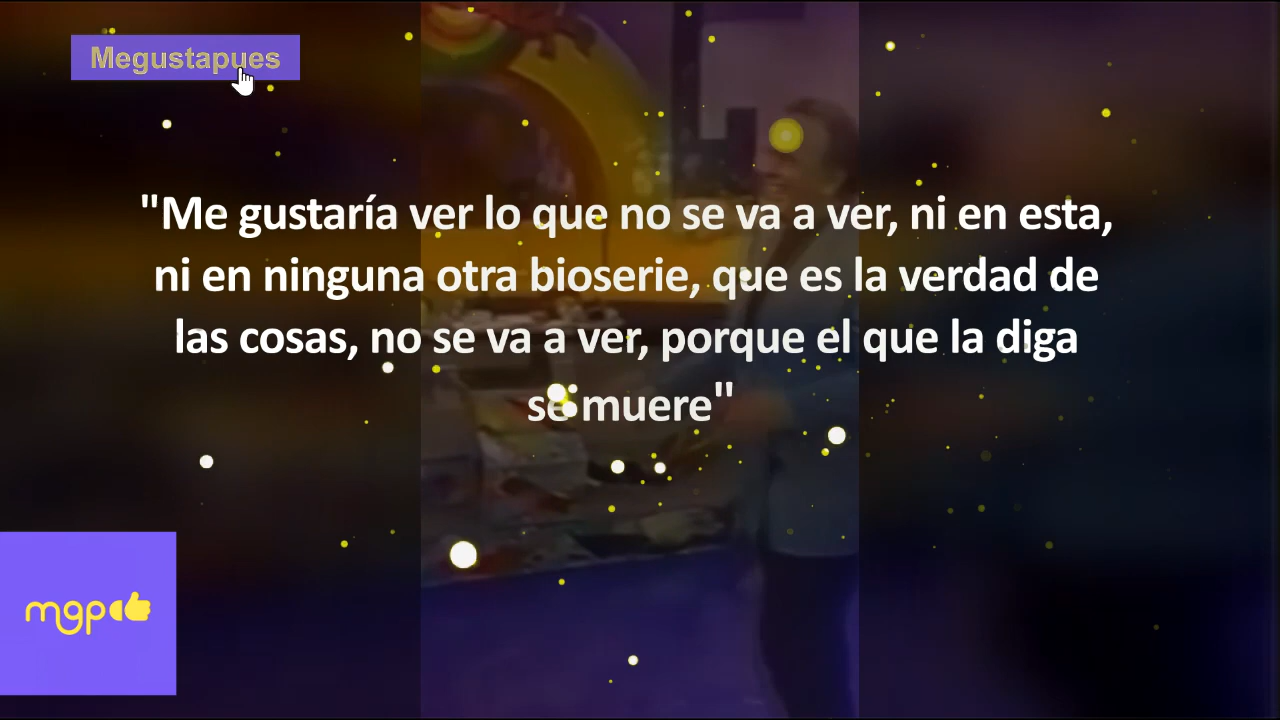 Megustapues
"Me gustaría ver lo que no se va a ver, ni en esta,
ni en ninguna otra bioserie, que es la verdad de
las cosas, no se va a ver, porque el que la diga
se muere"
mgp